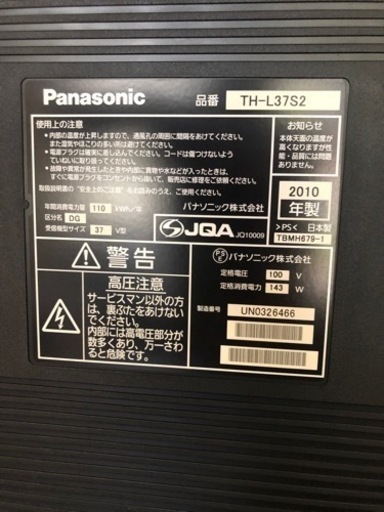 Panasonic 品番 TH-L37S2
使用上の注意
・内部の温度が上昇しますので、通風孔の周囲に間隔をあけてください。
また湿気やほこりの多い所は避けてください。
・電源プラグは確実に差し込んでください。コードは傷つけないよう
ていねいに取り扱ってください。
・故障や異常が発生したときや、内部に水や異物が入ったときは、
すぐに電源プラグをコンセントから抜いて、販売店に修理をご依頼ください。
取扱説明書の"安全上のご注意"をお読みのうえ、ご使用ください。
お知らせ
本体天面の温度が
高くなりますが性
能・品質には問題
ありません。
年間消費電力量 110 kWh/年
区分名 DG
受信機型サイズ 37 V型
パナソニック株式会社
JQA JQ10009
2010
年製
>PS< 日本製
TBMH679-1
警告
高圧注意
サービスマン以外の方
は、裏ぶたをあけない
でください。
内部には高電圧部分が
数多くあり、万一さわ
ると危険です。
PS E パナソニック株式会社
定格電圧 100 V
定格消費電力 143 W
製造番号
UN0326466